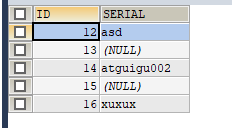 ID SERIAL
12 asd
13 (NULL)
14 atguigu002
15 (NULL)
16 xuxux